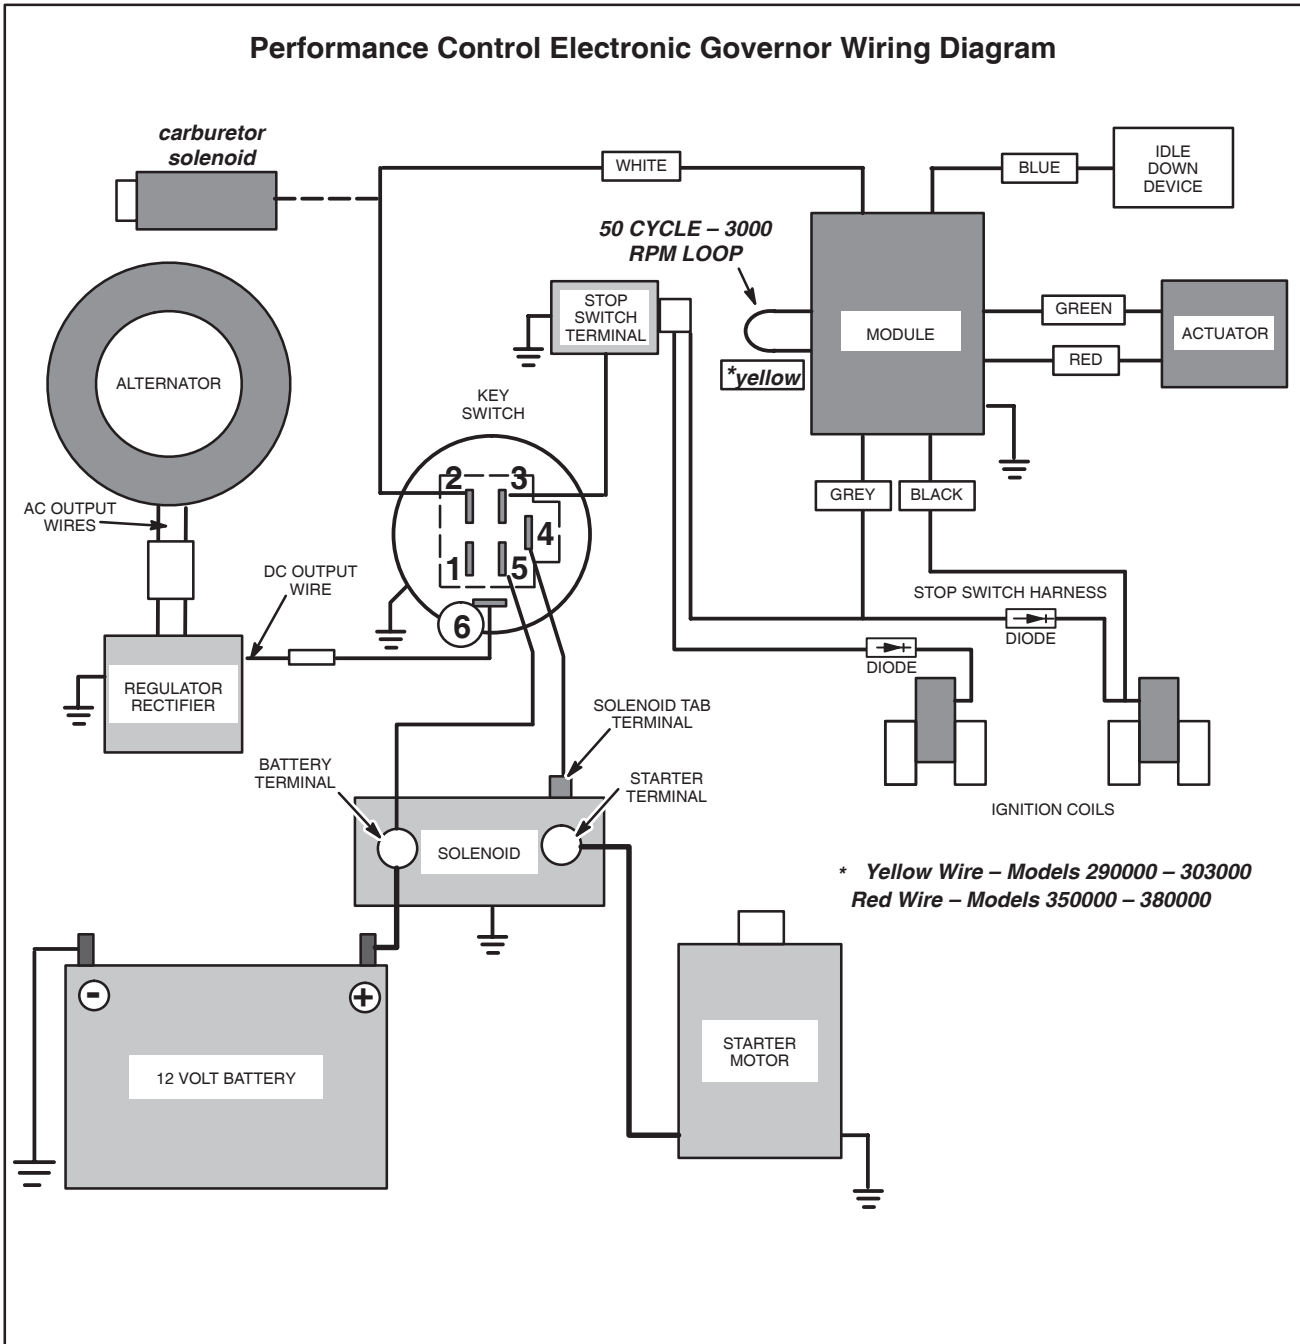 Performance Control Electronic Governor Wiring Diagram
carburetor
solenoid
WHITE
BLUE
IDLE
DOWN
DEVICE
50 CYCLE – 3000
RPM LOOP
STOP
SWITCH
TERMINAL
MODULE
GREEN
RED
ACTUATOR
*yellow
ALTERNATOR
KEY
SWITCH
2
3
4
1
5
6
GREY
BLACK
AC OUTPUT
WIRES
DC OUTPUT
WIRE
STOP SWITCH HARNESS
DIODE
DIODE
REGULATOR
RECTIFIER
SOLENOID TAB
TERMINAL
BATTERY
TERMINAL
STARTER
TERMINAL
IGNITION COILS
SOLENOID
* Yellow Wire – Models 290000 – 303000
Red Wire – Models 350000 – 380000
-
+
12 VOLT BATTERY
STARTER
MOTOR